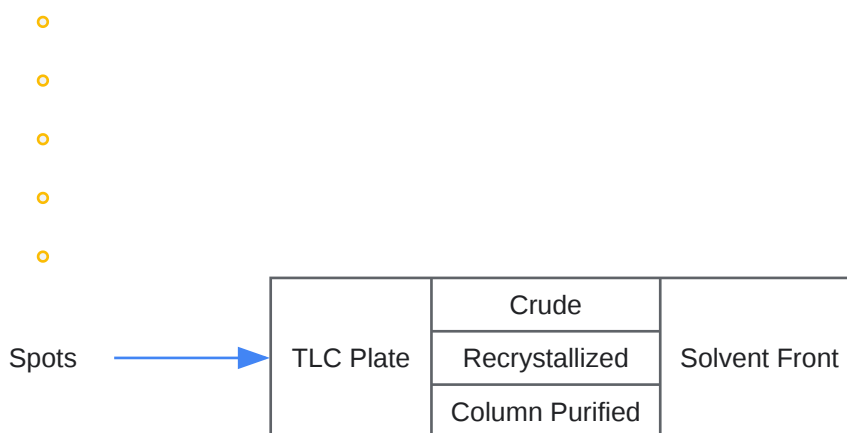 Crude
Spots
TLC Plate
Recrystallized
Solvent Front
Column Purified